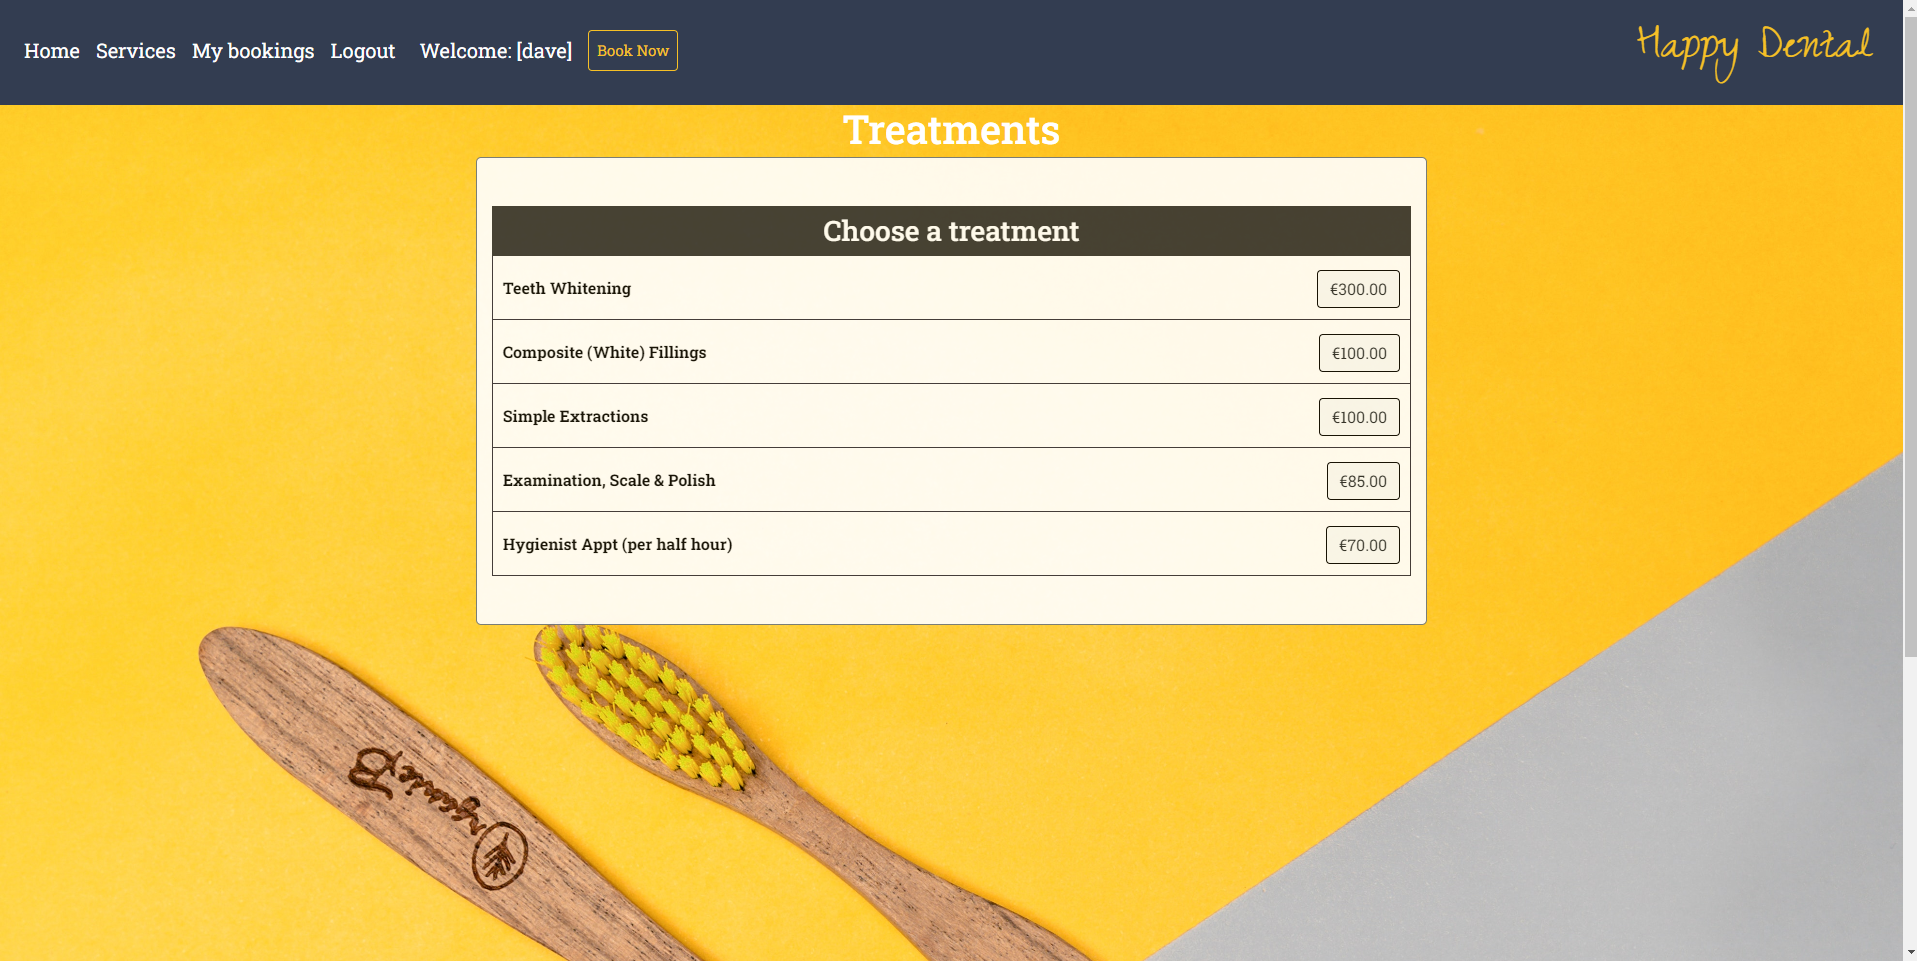 Home Services My bookings Logout Welcome: [dave] Book Now Happy Dental
Treatments
Choose a treatment
Teeth Whitening €300.00
Composite (White) Fillings €100.00
Simple Extractions €100.00
Examination, Scale & Polish €85.00
Hygienist Appt (per half hour) €70.00